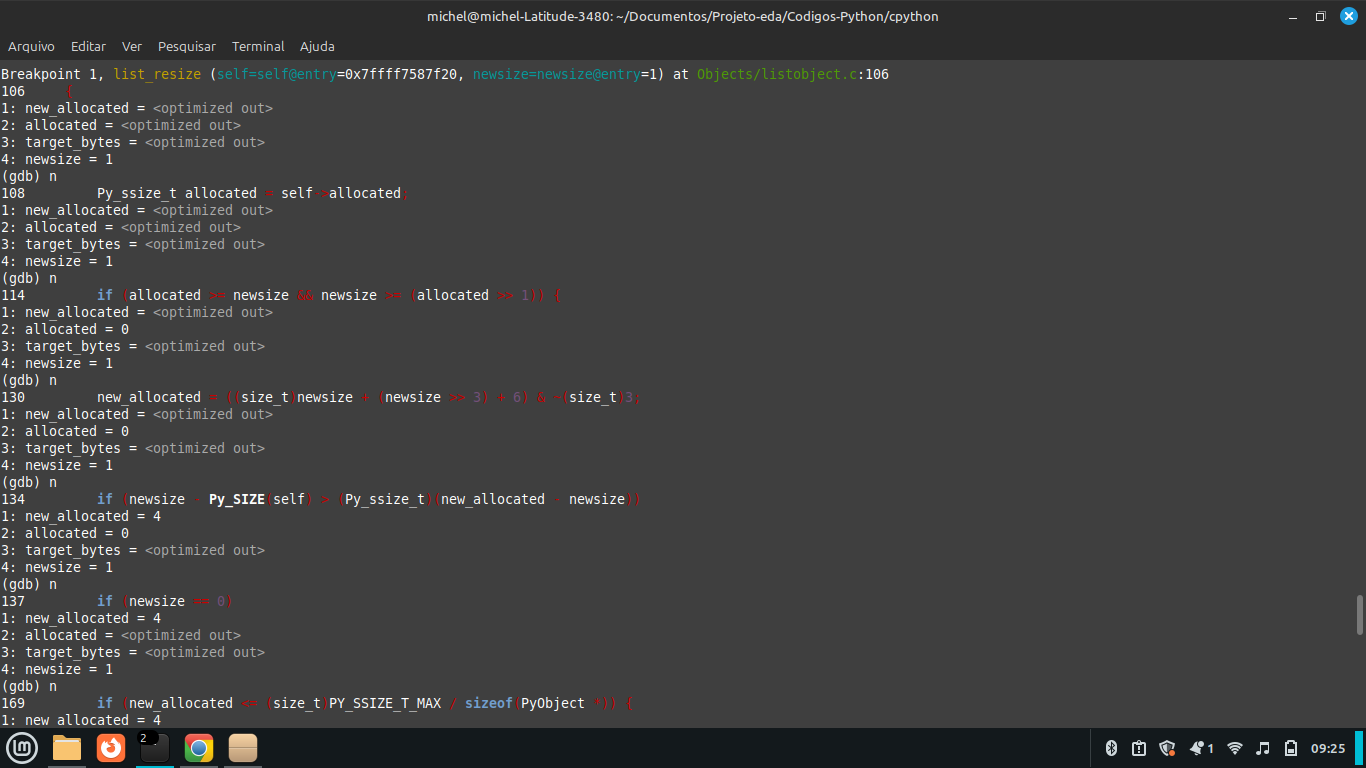 michel@michel-Latitude-3480: ~/Documentos/Projeto-eda/Codigos-Python/cpython
Arquivo Editar Ver Pesquisar Terminal Ajuda
Breakpoint 1, list_resize (self=self@entry=0x7ffff7587f20, newsize=newsize@entry=1) at Objects/listobject.c:106
106 {
1: new_allocated = <optimized out>
2: allocated = <optimized out>
3: target_bytes = <optimized out>
4: newsize = 1
(gdb) n
108 Py_ssize_t allocated = self->allocated;
1: new_allocated = <optimized out>
2: allocated = <optimized out>
3: target_bytes = <optimized out>
4: newsize = 1
(gdb) n
114 if (allocated >= newsize && newsize >= (allocated >> 1)) {
1: new_allocated = <optimized out>
2: allocated = 0
3: target_bytes = <optimized out>
4: newsize = 1
(gdb) n
130 new_allocated = ((size_t)newsize + (newsize >> 3) + 6) & ~(size_t)3;
1: new_allocated = <optimized out>
2: allocated = 0
3: target_bytes = <optimized out>
4: newsize = 1
(gdb) n
134 if (newsize - Py_SIZE(self) > (Py_ssize_t)(new_allocated - newsize))
1: new_allocated = 4
2: allocated = 0
3: target_bytes = <optimized out>
4: newsize = 1
(gdb) n
137 if (newsize == 0)
1: new_allocated = 4
2: allocated = <optimized out>
3: target_bytes = <optimized out>
4: newsize = 1
(gdb) n
169 if (new_allocated <= (size_t)PY_SSIZE_T_MAX / sizeof(PyObject *)) {
1: new_allocated = 4
2
1
09:25